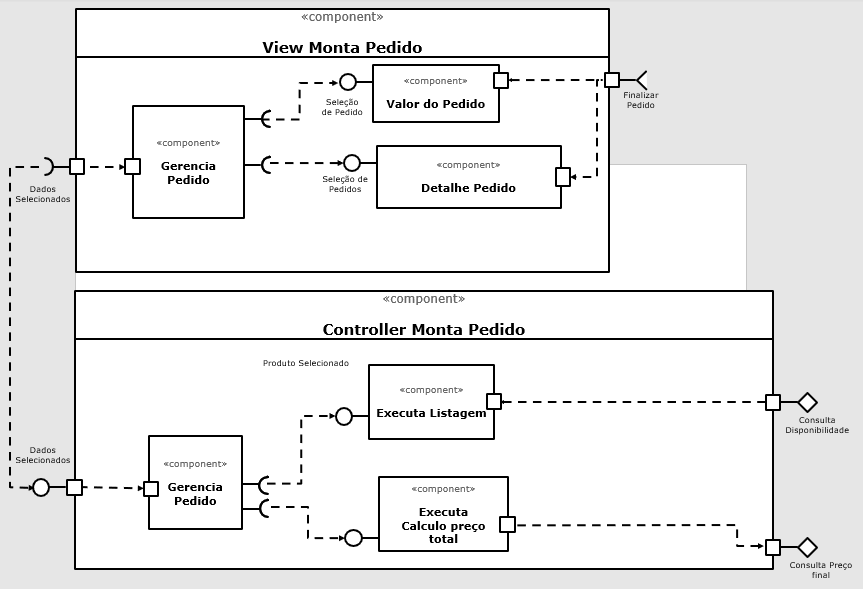 «component»
View Monta Pedido
«component»
Valor do Pedido
Seleção
de Pedido
Finalizar
Pedido
«component»
Gerencia
Pedido
«component»
Detalhe Pedido
Seleção de
Pedidos
Dados
Selecionados
«component»
Controller Monta Pedido
Produto Selecionado
«component»
Executa Listagem
Consulta
Disponibilidade
Dados
Selecionados
«component»
Gerencia
Pedido
«component»
Executa
Calculo preço
total
Consulta Preço
final